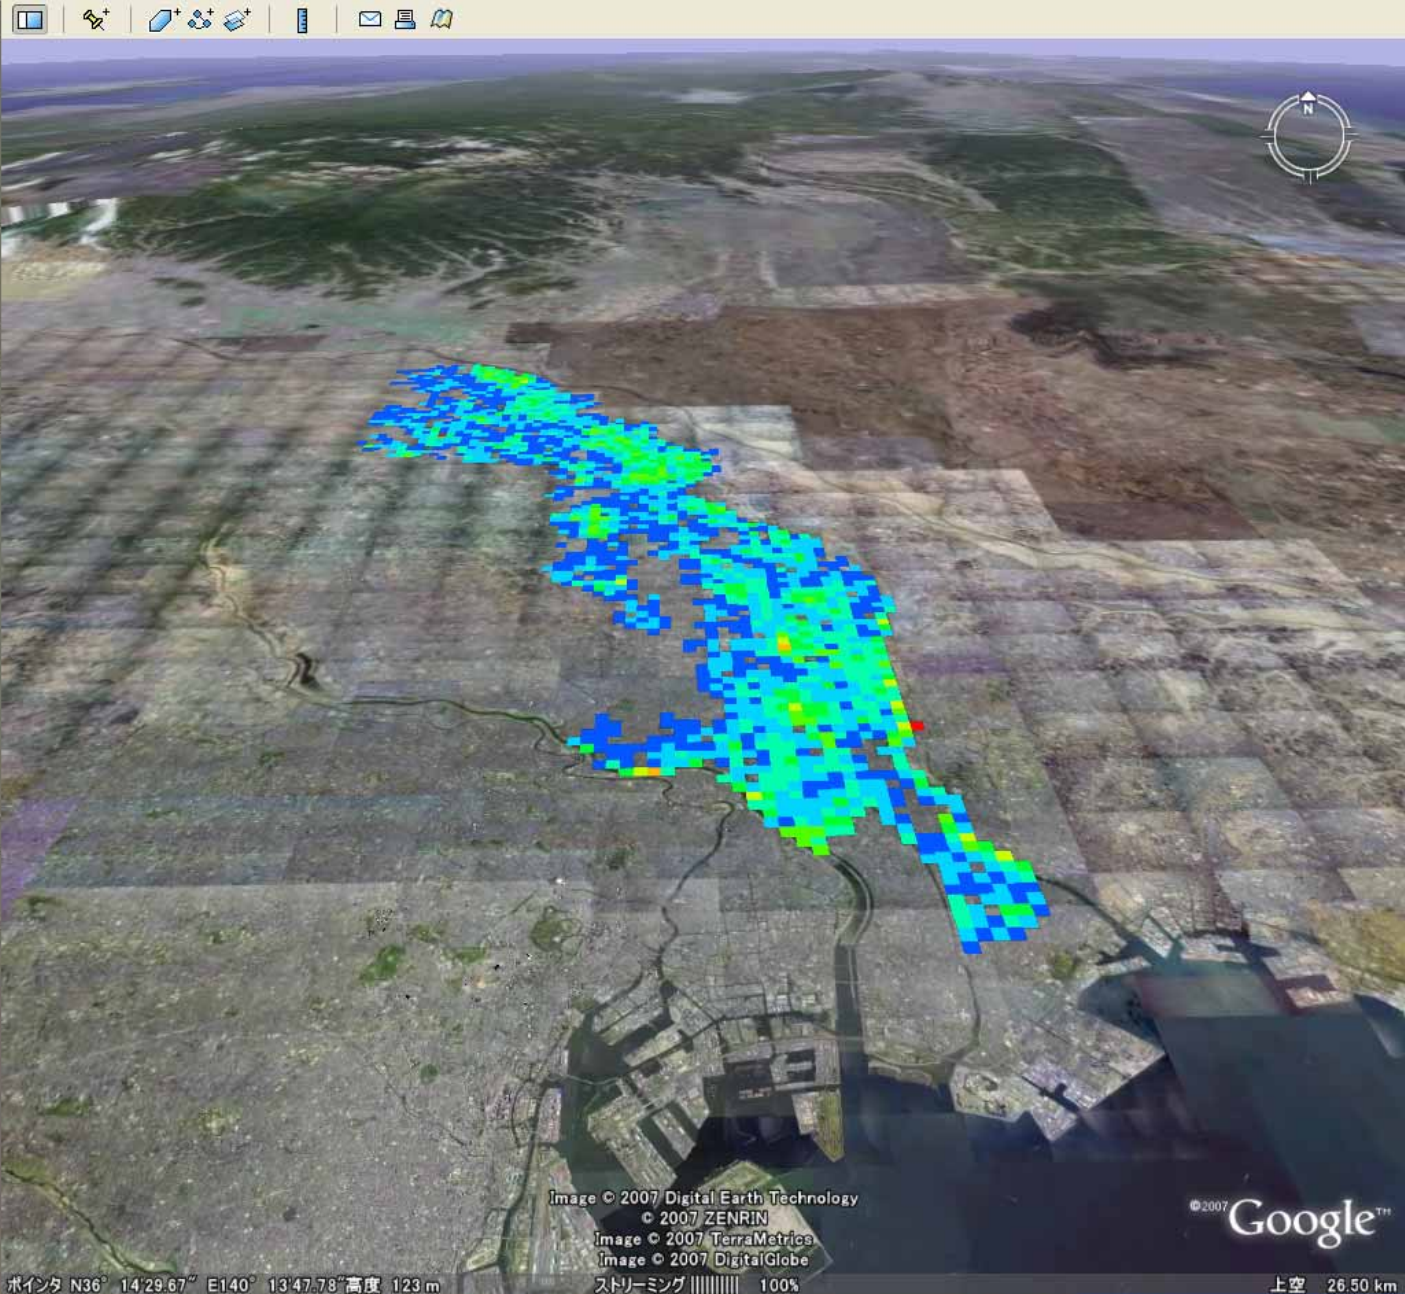 N
Image © 2007 Digital Earth Technology
© 2007 ZENRIN
Image © 2007 TerraMetrics
Image © 2007 DigitalGlobe
©2007 Google™
ポインタ N36° 14'29.67" E140° 13'47.78"高度 123 m
ストリーミング |||||||||| 100%
上空 26.50 km